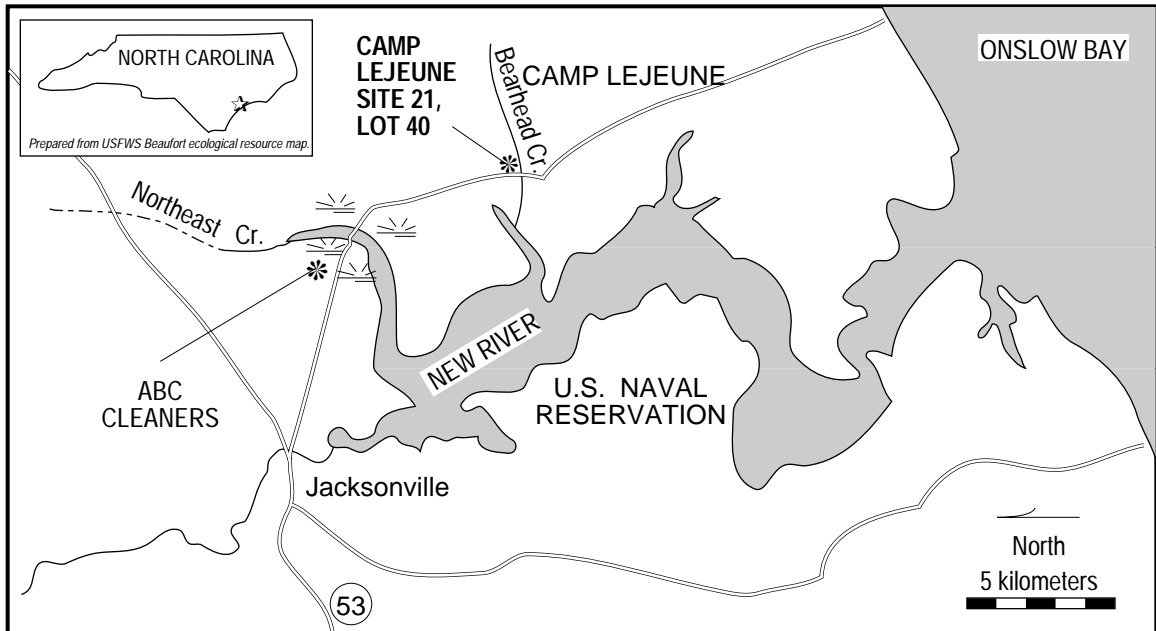 NORTH CAROLINA
Prepared from USFWS Beaufort ecological resource map.
CAMP
LEJEUNE
SITE 21,
LOT 40
Bearhead Cr.
CAMP LEJEUNE
ONSLOW BAY
Northeast Cr.
ABC
CLEANERS
NEW RIVER
U.S. NAVAL
RESERVATION
Jacksonville
53
North
5 kilometers